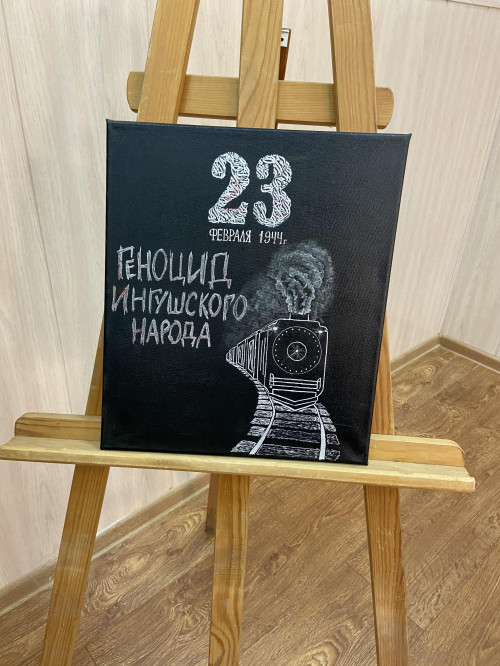 23
ФЕВРАЛЯ 1944г
ГЕНОЦИД
ИНГУШСКОГО
НАРОДА